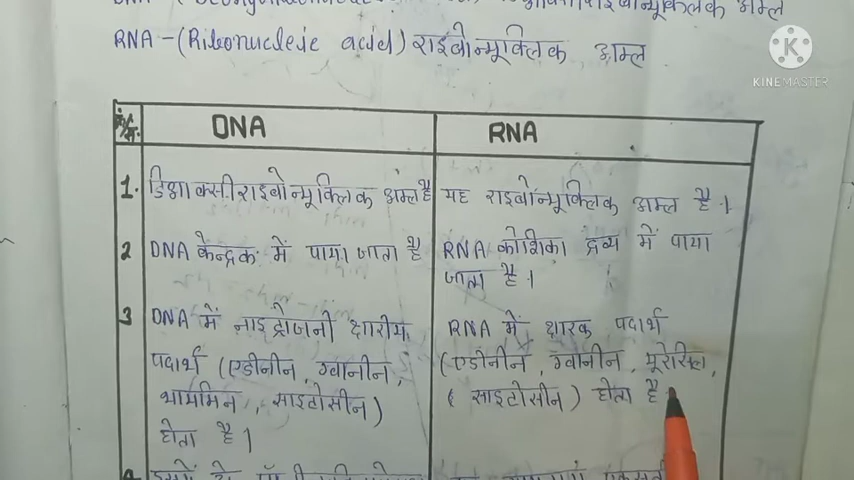 RNA-(Ribonucleic acid) राइबोन्यूक्लिक अम्ल
KINEMASTER
DNA RNA
1. डिआक्सीराइबोन्यूक्लिक अम्ल है यह राइबोन्यूक्लिक अम्ल है।
2 DNA केन्द्रक में पाया जाता है RNA कोशिका द्रव्य में पाया
जाता है।
3 DNA में नाइट्रोजनी क्षारीय RNA में क्षारक पदार्थ
पदार्थ (एडीनीन, ग्वानीन, (एडीनीन, ग्वानीन, यूरेसिल,
थायमिन, साइटोसीन) ( साइटोसीन) होता है
होता है।